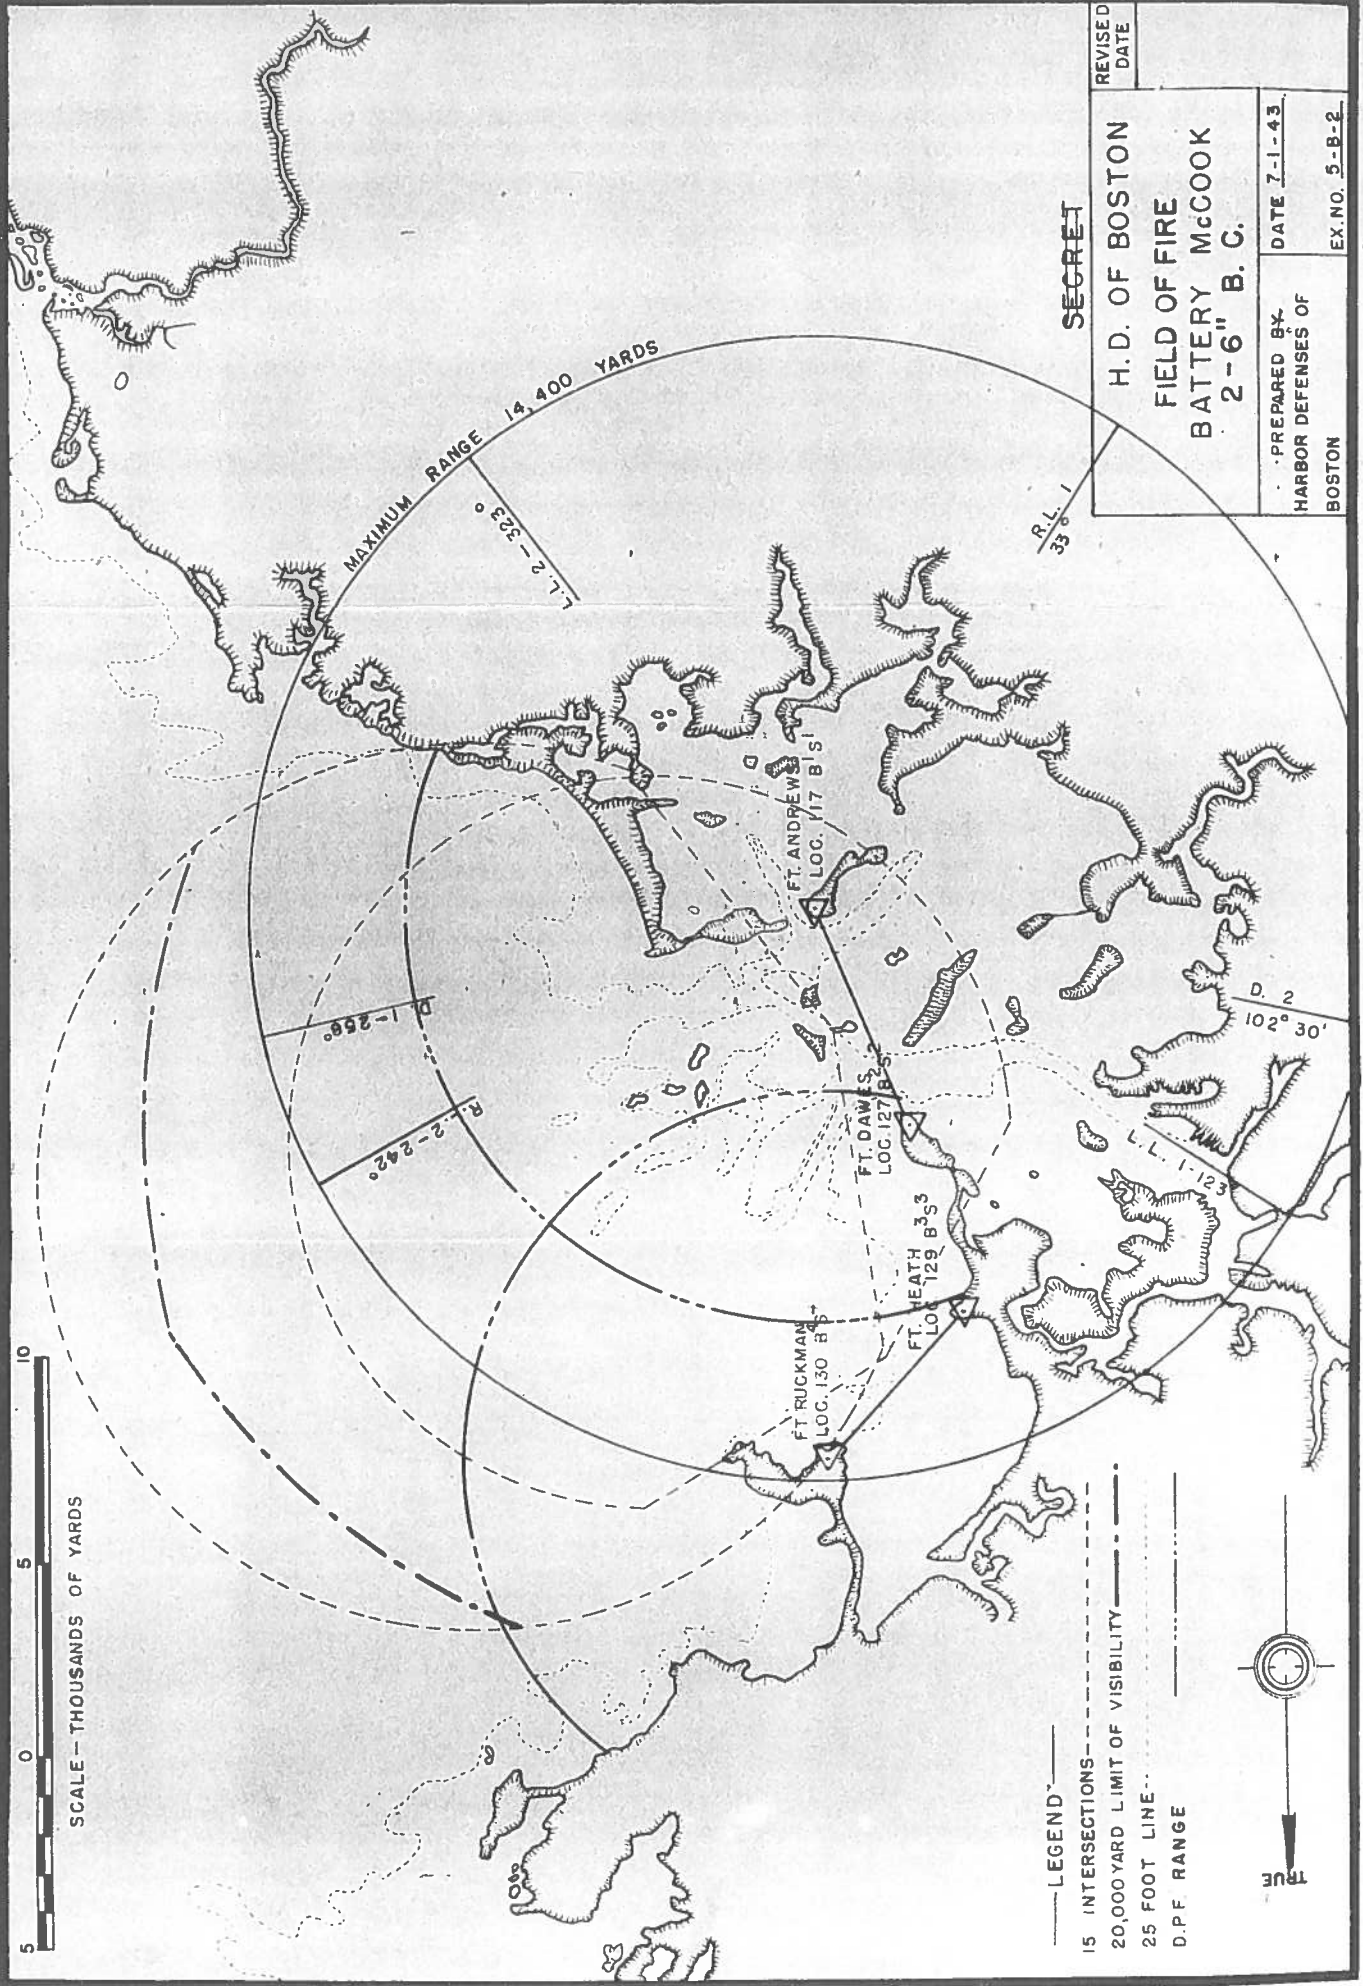 SECRET
REVISED
DATE
H.D. OF BOSTON
FIELD OF FIRE
BATTERY McCOOK
2-6" B.C.
PREPARED BY
HARBOR DEFENSES OF
BOSTON
DATE 7-1-43
EX.NO. 5-B-2
MAXIMUM RANGE 14,400 YARDS
L.L. 2-323°
R.L. 1
33°
D. 2
102° 30'
L.L. 1-123
R.L. 2-242°
FT. ANDREWS
LOC. 117 B¹S¹
FT. DAWES
LOC. 127 B²S²
FT. HEATH
LOC. 129 B³S³
FT. RUCKMAN
LOC. 130 B⁴S⁴
5 0 5 10
SCALE – THOUSANDS OF YARDS
LEGEND
15 INTERSECTIONS
20,000 YARD LIMIT OF VISIBILITY
25 FOOT LINE
D.P.F. RANGE
TRUE